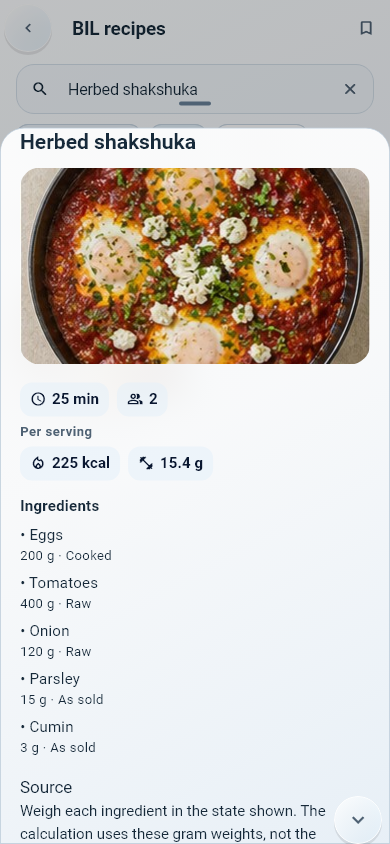 BIL recipes
Herbed shakshuka
Herbed shakshuka
25 min
2
Per serving
225 kcal
15.4 g
Ingredients
• Eggs
200 g · Cooked
• Tomatoes
400 g · Raw
• Onion
120 g · Raw
• Parsley
15 g · As sold
• Cumin
3 g · As sold
Source
Weigh each ingredient in the state shown. The
calculation uses these gram weights, not the